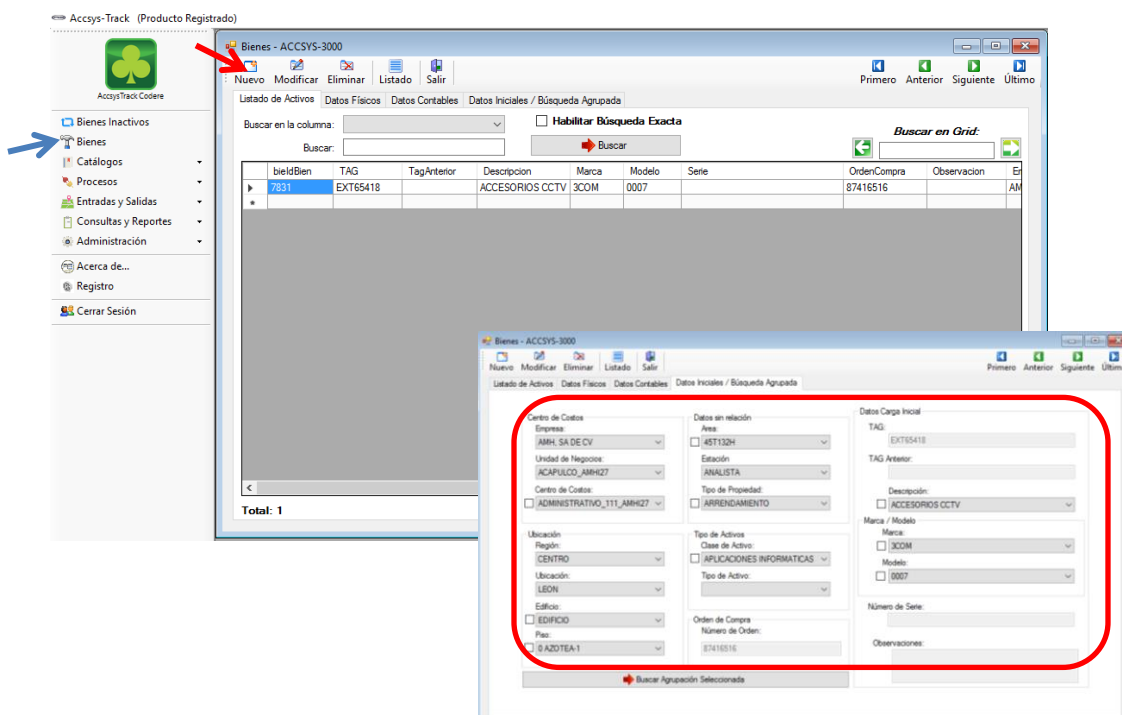 Accsys-Track (Producto Registrado)
AccsysTrack Codere
Bienes Inactivos
Bienes
Catálogos
Procesos
Entradas y Salidas
Consultas y Reportes
Administración
Acerca de...
Registro
Cerrar Sesión
Bienes - ACCSYS-3000
Nuevo Modificar Eliminar Listado Salir Primero Anterior Siguiente Último
Listado de Activos Datos Físicos Datos Contables Datos Iniciales / Búsqueda Agrupada
Buscar en la columna: Habilitar Búsqueda Exacta
Buscar en Grid:
Buscar: Buscar
bieIdBien TAG TagAnterior Descripcion Marca Modelo Serie OrdenCompra Observacion Er
7831 EXT65418 ACCESORIOS CCTV 3COM 0007 87416516 AM
Total: 1
Bienes - ACCSYS-3000
Nuevo Modificar Eliminar Listado Salir Primero Anterior Siguiente Últim
Listado de Activos Datos Físicos Datos Contables Datos Iniciales / Búsqueda Agrupada
Centro de Costos
Empresa:
AMH, SA DE CV
Unidad de Negocios:
ACAPULCO_AMHI27
Centro de Costos:
ADMINISTRATIVO_111_AMHI27
Ubicación
Región:
CENTRO
Ubicación:
LEON
Edificio:
EDIFICIO
Piso:
0 AZOTEA-1
Datos sin relación
Area:
45T132H
Estación
ANALISTA
Tipo de Propiedad:
ARRENDAMIENTO
Tipo de Activos
Clase de Activo:
APLICACIONES INFORMATICAS
Tipo de Activo:
Orden de Compra
Número de Orden:
87416516
Datos Carga Inicial
TAG:
EXT65418
TAG Anterior:
Descripción:
ACCESORIOS CCTV
Marca / Modelo
Marca:
3COM
Modelo:
0007
Número de Serie:
Observaciones:
Buscar Agrupación Seleccionada